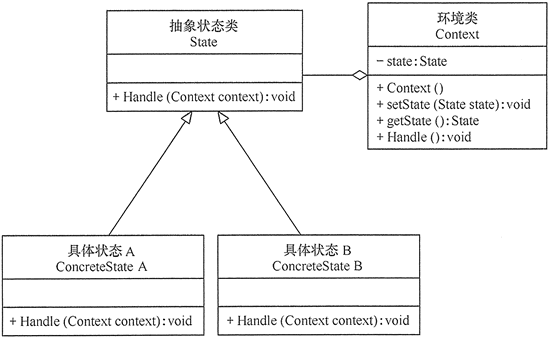 抽象状态类
State
+ Handle (Context context): void
环境类
Context
− state: State
+ Context ()
+ setState (State state): void
+ getState (): State
+ Handle (): void
具体状态 A
ConcreteState A
+ Handle (Context context): void
具体状态 B
ConcreteState B
+ Handle (Context context): void